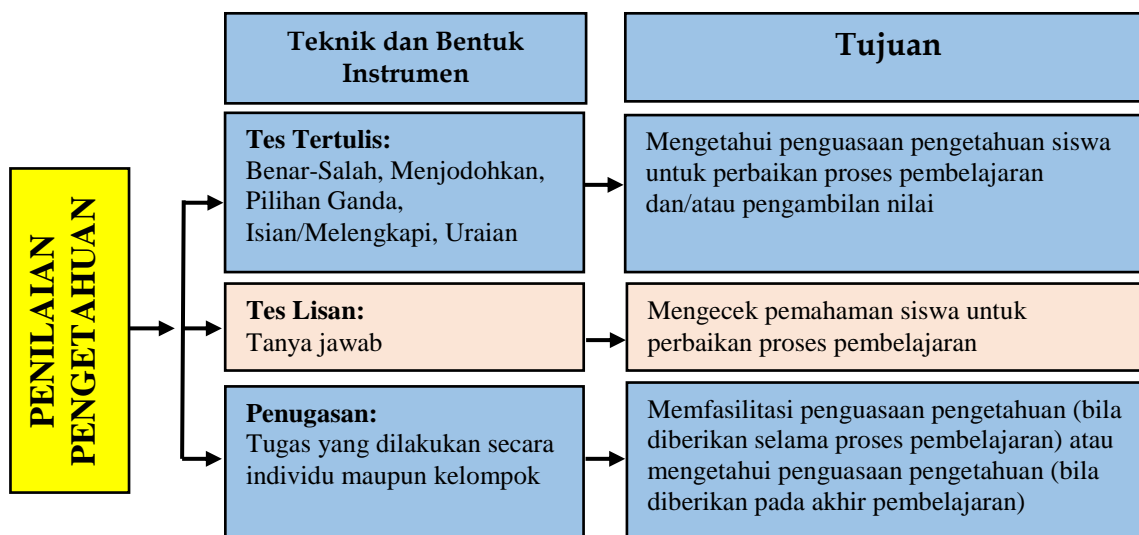 Teknik dan Bentuk
Instrumen
Tujuan
PENILAIAN
PENGETAHUAN
Tes Tertulis:
Benar-Salah, Menjodohkan,
Pilihan Ganda,
Isian/Melengkapi, Uraian
Mengetahui penguasaan pengetahuan siswa
untuk perbaikan proses pembelajaran
dan/atau pengambilan nilai
Tes Lisan:
Tanya jawab
Mengecek pemahaman siswa untuk
perbaikan proses pembelajaran
Penugasan:
Tugas yang dilakukan secara
individu maupun kelompok
Memfasilitasi penguasaan pengetahuan (bila
diberikan selama proses pembelajaran) atau
mengetahui penguasaan pengetahuan (bila
diberikan pada akhir pembelajaran)